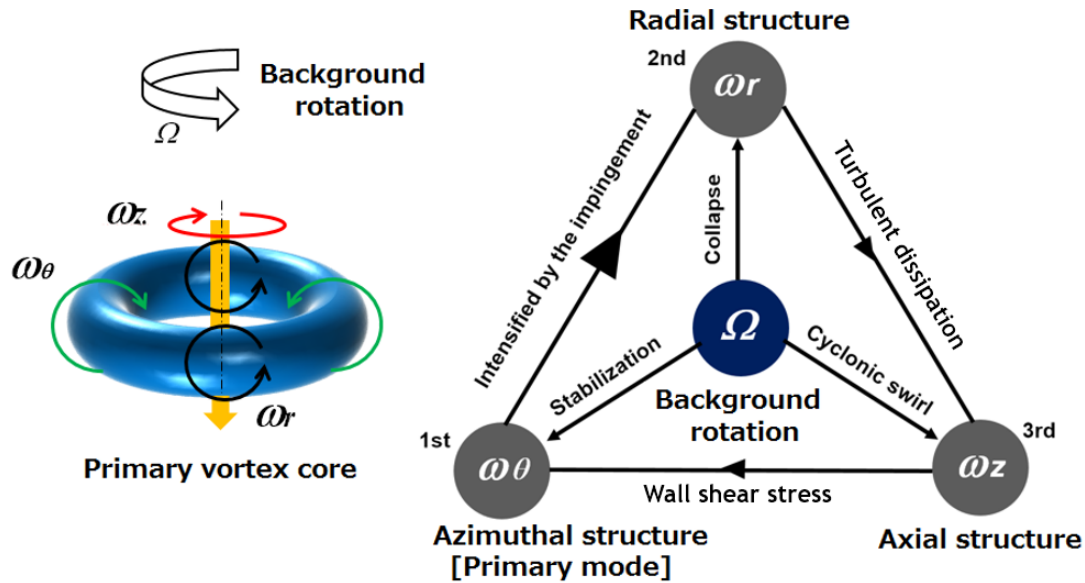 Background
rotation
Ω
ωz
ωθ
ωr
Primary vortex core
Radial structure
2nd
ωr
Intensified by the impingement
Collapse
Turbulent dissipation
Ω
Stabilization
Cyclonic swirl
Background
rotation
1st
ωθ
3rd
ωz
Wall shear stress
Azimuthal structure
[Primary mode]
Axial structure